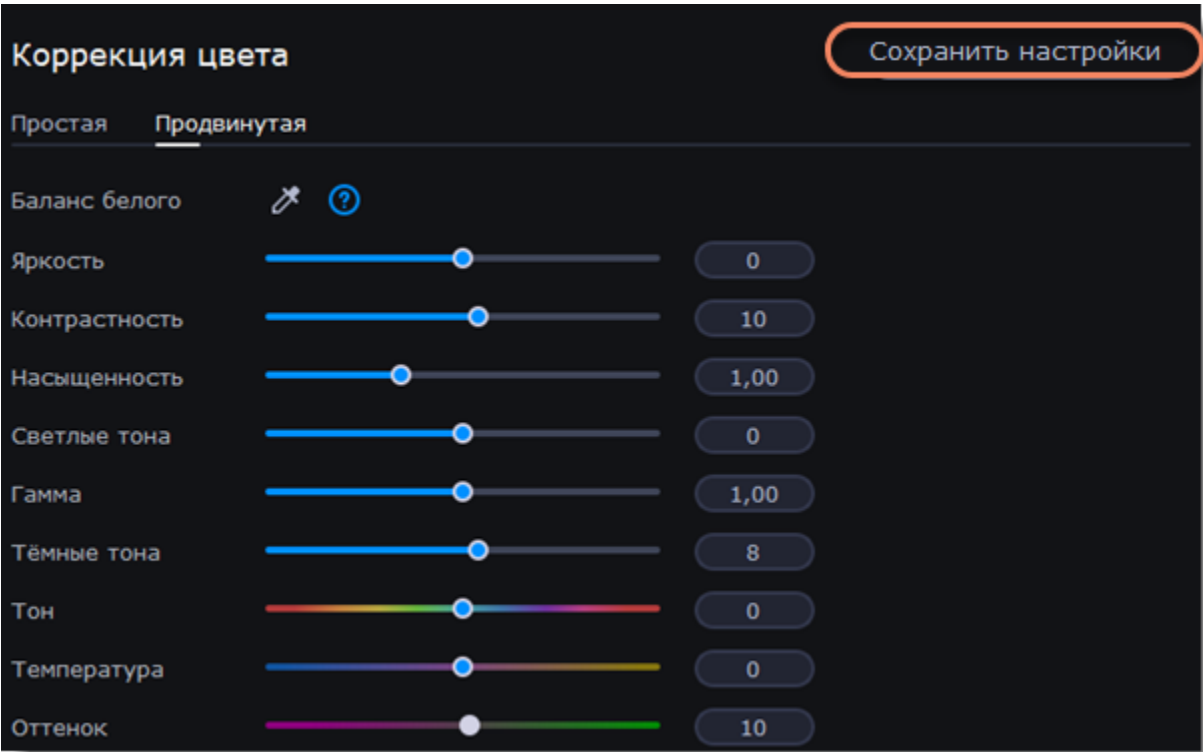 Коррекция цвета
Сохранить настройки
Простая Продвинутая
Баланс белого ?
Яркость 0
Контрастность 10
Насыщенность 1,00
Светлые тона 0
Гамма 1,00
Тёмные тона 8
Тон 0
Температура 0
Оттенок 10